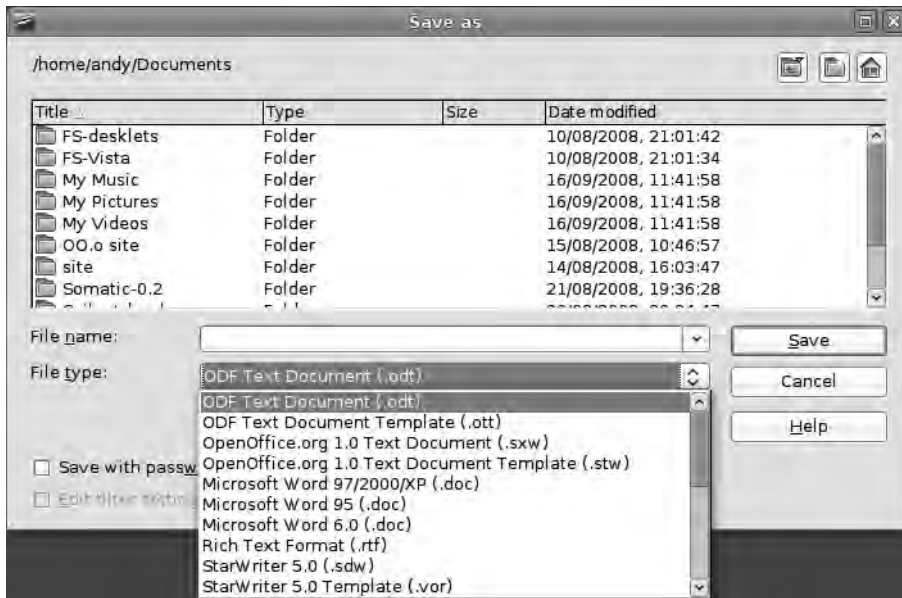 Save as
/home/andy/Documents
Title Type Size Date modified
FS-desklets Folder 10/08/2008, 21:01:42
FS-Vista Folder 10/08/2008, 21:01:34
My Music Folder 16/09/2008, 11:41:58
My Pictures Folder 16/09/2008, 11:41:58
My Videos Folder 16/09/2008, 11:41:58
OO.o site Folder 15/08/2008, 10:46:57
site Folder 14/08/2008, 16:03:47
Somatic-0.2 Folder 21/08/2008, 19:36:28
File name:
Save
File type: ODF Text Document (.odt)
Cancel
ODF Text Document (.odt)
ODF Text Document Template (.ott)
Help
OpenOffice.org 1.0 Text Document (.sxw)
Save with passw
OpenOffice.org 1.0 Text Document Template (.stw)
Microsoft Word 97/2000/XP (.doc)
Edit filter
Microsoft Word 95 (.doc)
Microsoft Word 6.0 (.doc)
Rich Text Format (.rtf)
StarWriter 5.0 (.sdw)
StarWriter 5.0 Template (.vor)